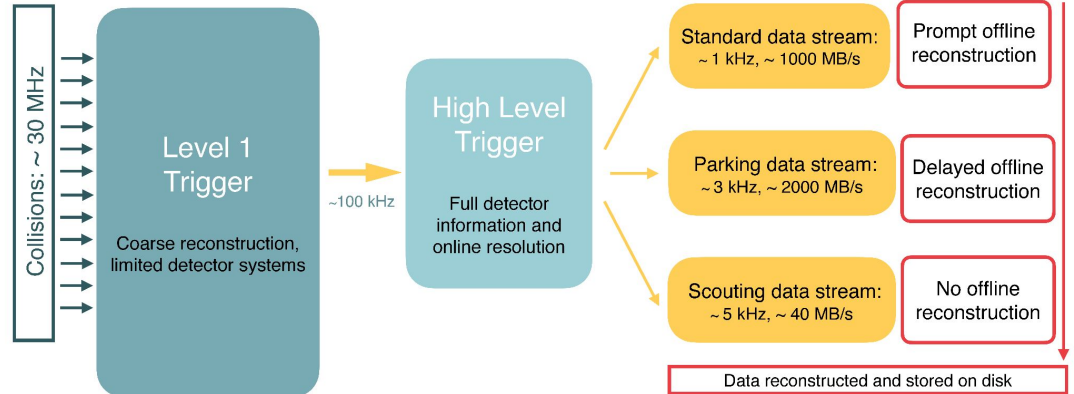 Collisions: ~ 30 MHz
Level 1
Trigger
Coarse reconstruction,
limited detector systems
~100 kHz
High Level
Trigger
Full detector
information and
online resolution
Standard data stream:
~ 1 kHz, ~ 1000 MB/s
Prompt offline
reconstruction
Parking data stream:
~ 3 kHz, ~ 2000 MB/s
Delayed offline
reconstruction
Scouting data stream:
~ 5 kHz, ~ 40 MB/s
No offline
reconstruction
Data reconstructed and stored on disk